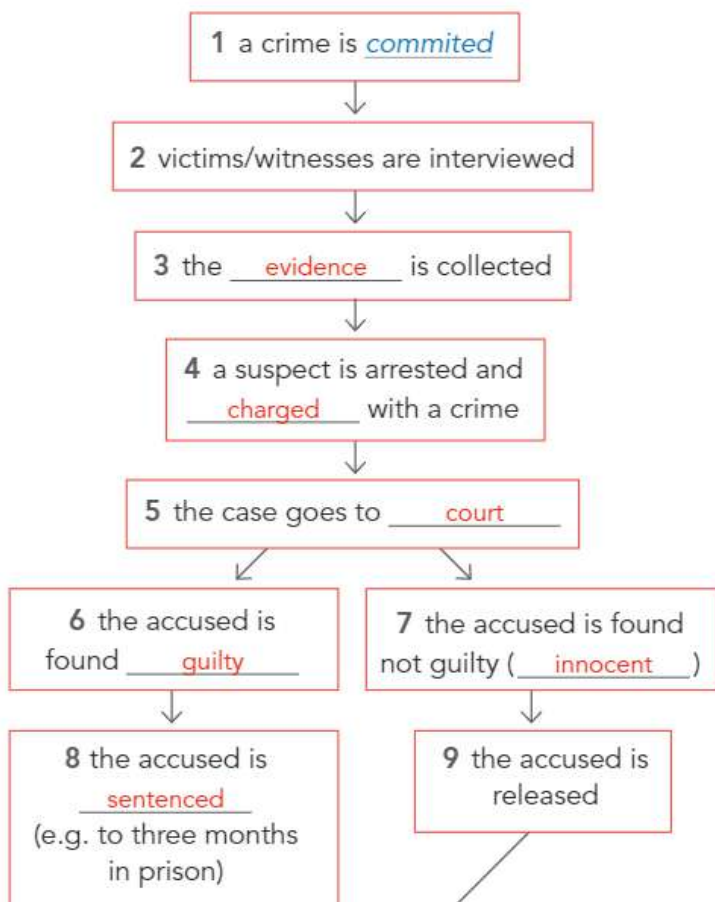 1 a crime is commited
2 victims/witnesses are interviewed
3 the evidence is collected
4 a suspect is arrested and
charged with a crime
5 the case goes to court
6 the accused is
found guilty
7 the accused is found
not guilty (innocent)
8 the accused is
sentenced
(e.g. to three months
in prison)
9 the accused is
released